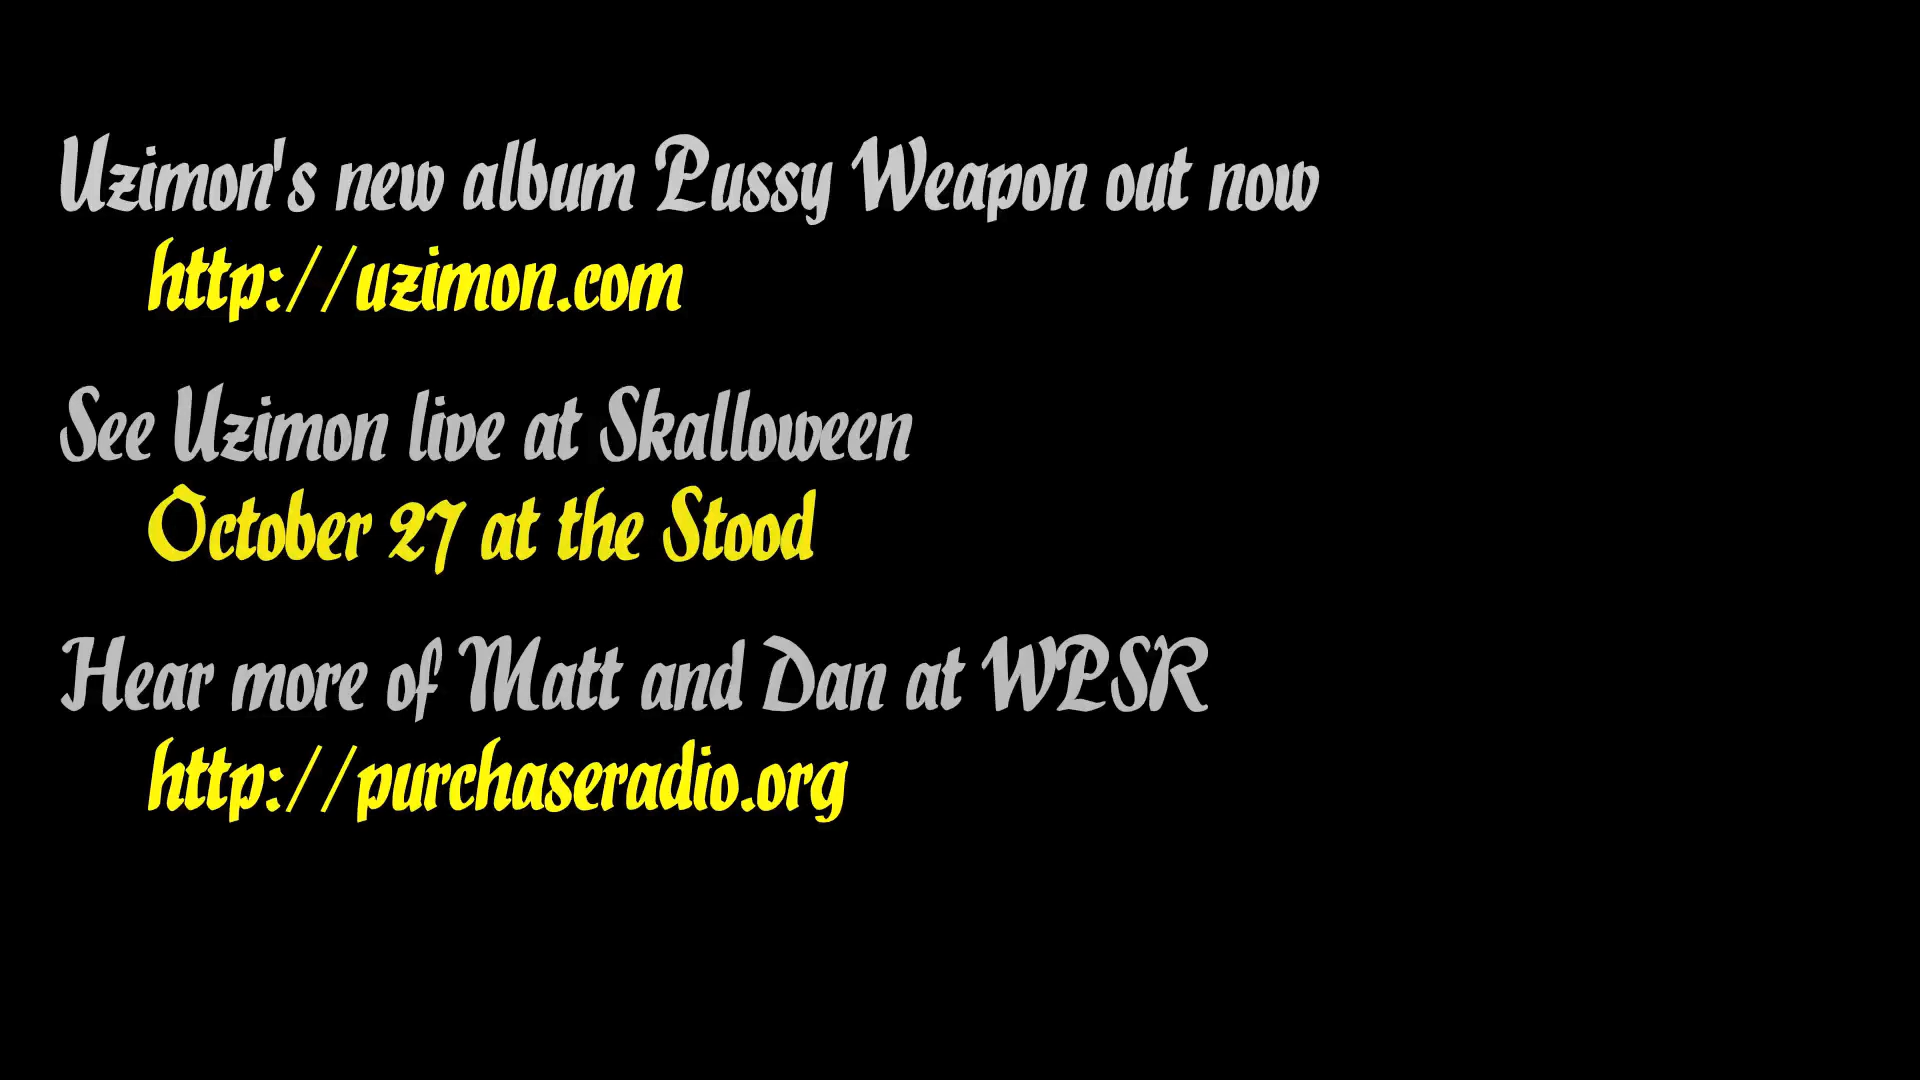 Uzimon's new album Pussy Weapon out now
http://uzimon.com
See Uzimon live at Skalloween
October 27 at the Stood
Hear more of Matt and Dan at WPSR
http://purchaseradio.org